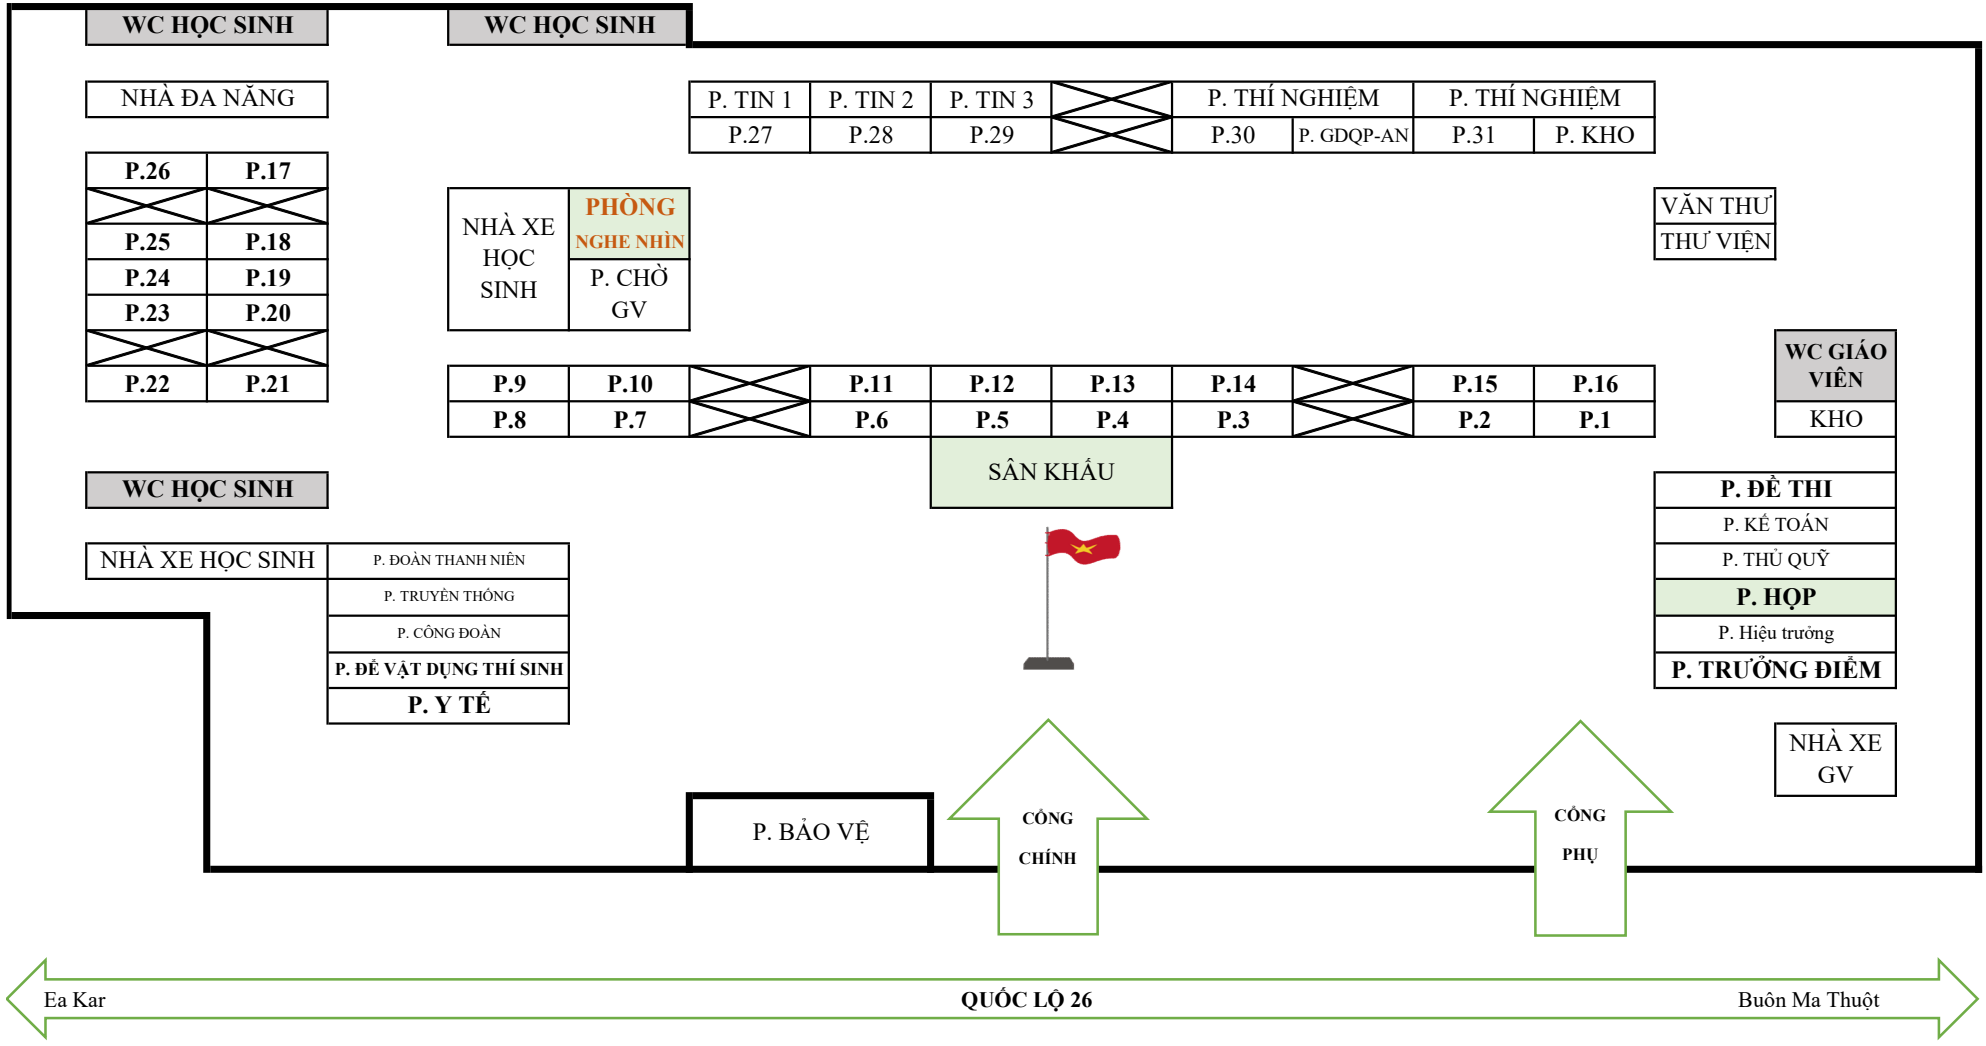 WC HỌC SINH
WC HỌC SINH
NHÀ ĐA NĂNG
P. TIN 1
P. TIN 2
P. TIN 3
P. THÍ NGHIỆM
P. THÍ NGHIỆM
P.27
P.28
P.29
P.30
P. GDQP-AN
P.31
P. KHO
P.26
P.17
P.25
P.18
P.24
P.19
P.23
P.20
P.22
P.21
NHÀ XE
HỌC
SINH
PHÒNG
NGHE NHÌN
P. CHỜ
GV
VĂN THƯ
THƯ VIỆN
WC GIÁO
VIÊN
KHO
P.9
P.10
P.11
P.12
P.13
P.14
P.15
P.16
P.8
P.7
P.6
P.5
P.4
P.3
P.2
P.1
SÂN KHẤU
WC HỌC SINH
NHÀ XE HỌC SINH
P. ĐOÀN THANH NIÊN
P. TRUYỀN THỐNG
P. CÔNG ĐOÀN
P. ĐỂ VẬT DỤNG THÍ SINH
P. Y TẾ
P. ĐỀ THI
P. KẾ TOÁN
P. THỦ QUỸ
P. HỌP
P. Hiệu trưởng
P. TRƯỞNG ĐIỂM
NHÀ XE
GV
P. BẢO VỆ
CỔNG
CHÍNH
CỔNG
PHỤ
Ea Kar
QUỐC LỘ 26
Buôn Ma Thuột